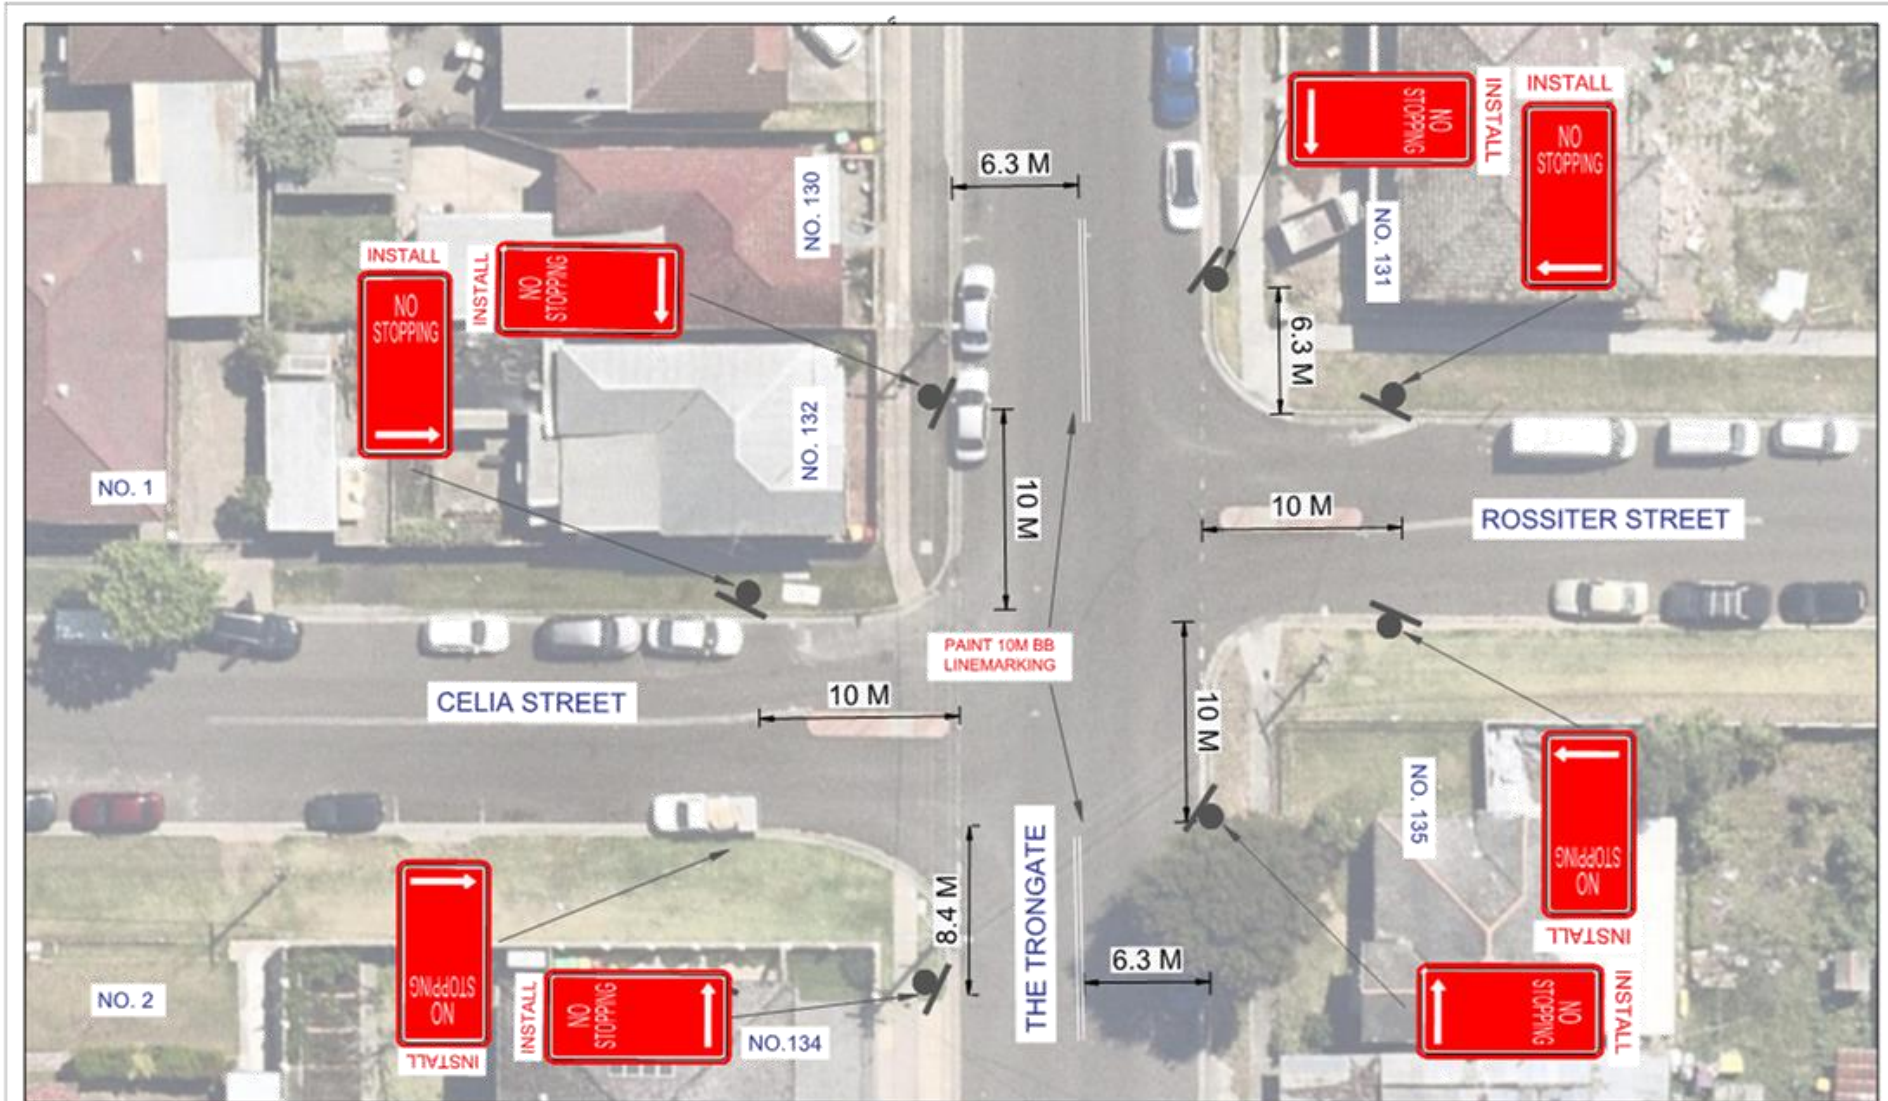 INSTALL
NO
STOPPING
INSTALL
NO
STOPPING
6.3 M
NO. 130
NO. 131
INSTALL
NO
STOPPING
INSTALL
NO
STOPPING
6.3 M
NO. 132
NO. 1
10 M
10 M
ROSSITER STREET
PAINT 10M BB
LINEMARKING
CELIA STREET
10 M
10 M
NO. 135
NO
STOPPING
INSTALL
8.4 M
THE TRONGATE
6.3 M
NO
STOPPING
INSTALL
NO. 2
INSTALL
NO
STOPPING
NO.134
NO
STOPPING
INSTALL